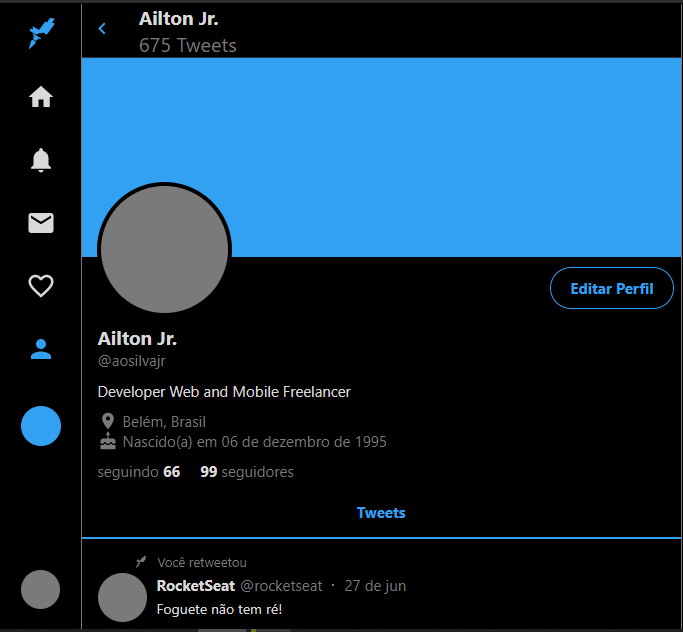 Ailton Jr.
675 Tweets
Editar Perfil
Ailton Jr.
@aosilvajr
Developer Web and Mobile Freelancer
Belém, Brasil
Nascido(a) em 06 de dezembro de 1995
seguindo 66 99 seguidores
Tweets
Você retweetou
RocketSeat @rocketseat · 27 de jun
Foguete não tem ré!